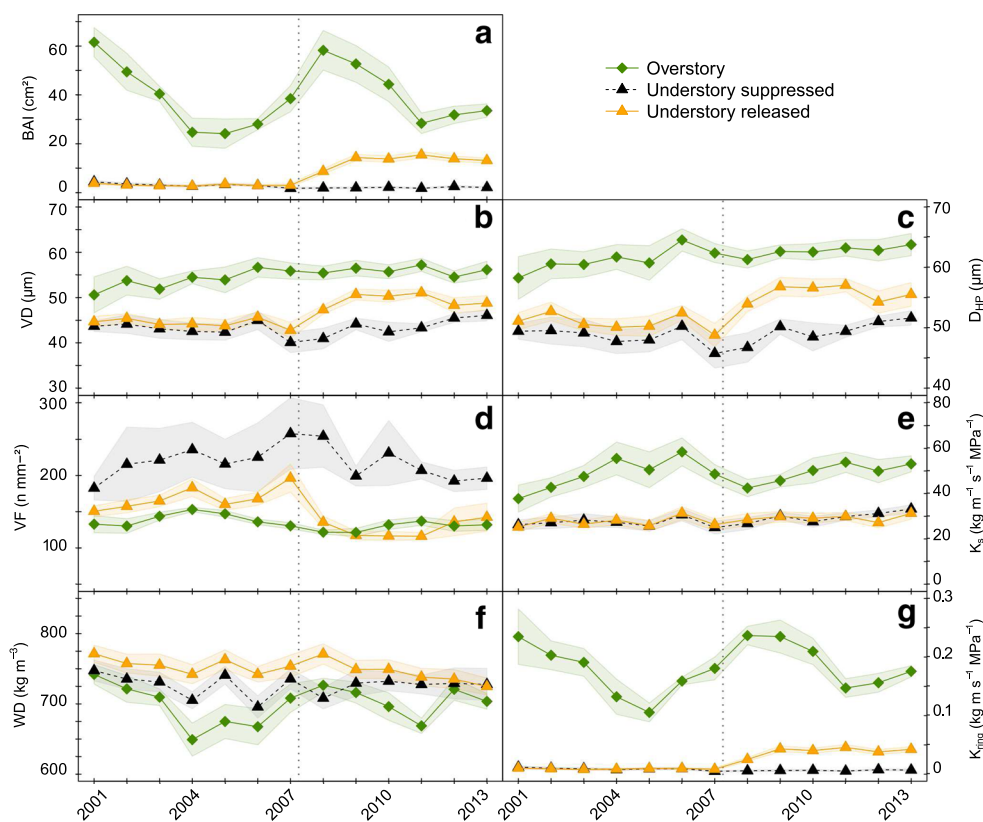 a
60
40
20
0
BAI (cm²)
Overstory
Understory suppressed
Understory released
b
70
60
50
40
30
VD (µm)
c
70
60
50
40
D_HP (µm)
d
300
200
100
VF (n mm−²)
e
80
60
40
20
0
K_s (kg m⁻¹ s⁻¹ MPa⁻¹)
f
800
700
600
WD (kg m⁻³)
g
0.3
0.2
0.1
0
K_ring (kg m s⁻¹ MPa⁻¹)
2001
2004
2007
2010
2013
2001
2004
2007
2010
2013